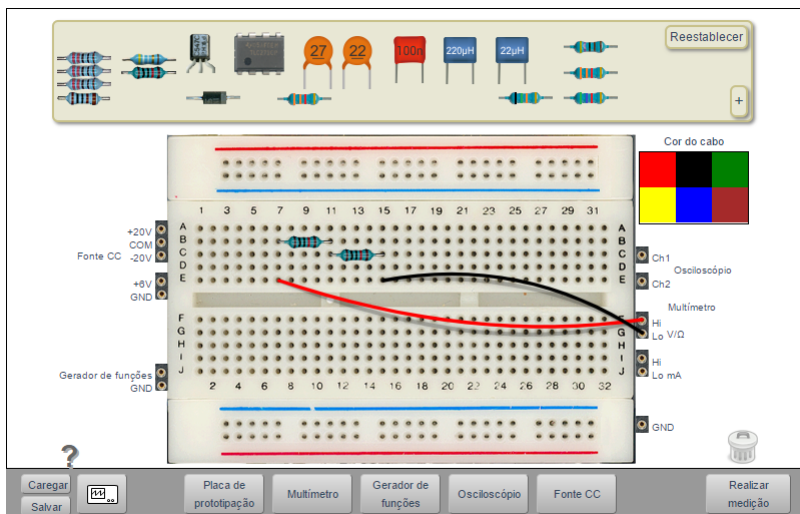 Reestablecer
27
22
100n
220µH
22µH
+
Cor do cabo
1 3 5 7 9 11 13 15 17 19 21 23 25 27 29 31
A A
B B
C C
D D
E E
+20V
COM
Fonte CC -20V
+6V
GND
Ch1
Osciloscópio
Ch2
Multímetro
Hi
Lo V/Ω
Hi
Lo mA
F F
G G
H H
I I
J J
Gerador de funções
GND
2 4 6 8 10 12 14 16 18 20 22 24 26 28 30 32
GND
?
Caregar
Salvar
Placa de
prototipação
Multímetro
Gerador de
funções
Osciloscópio
Fonte CC
Realizar
medição